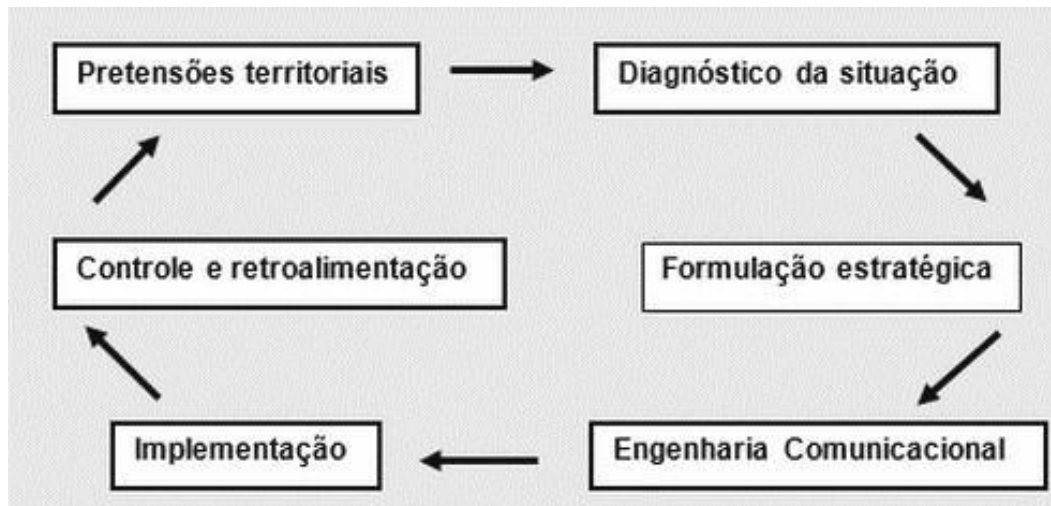 Pretensões territoriais
Diagnóstico da situação
Controle e retroalimentação
Formulação estratégica
Implementação
Engenharia Comunicacional